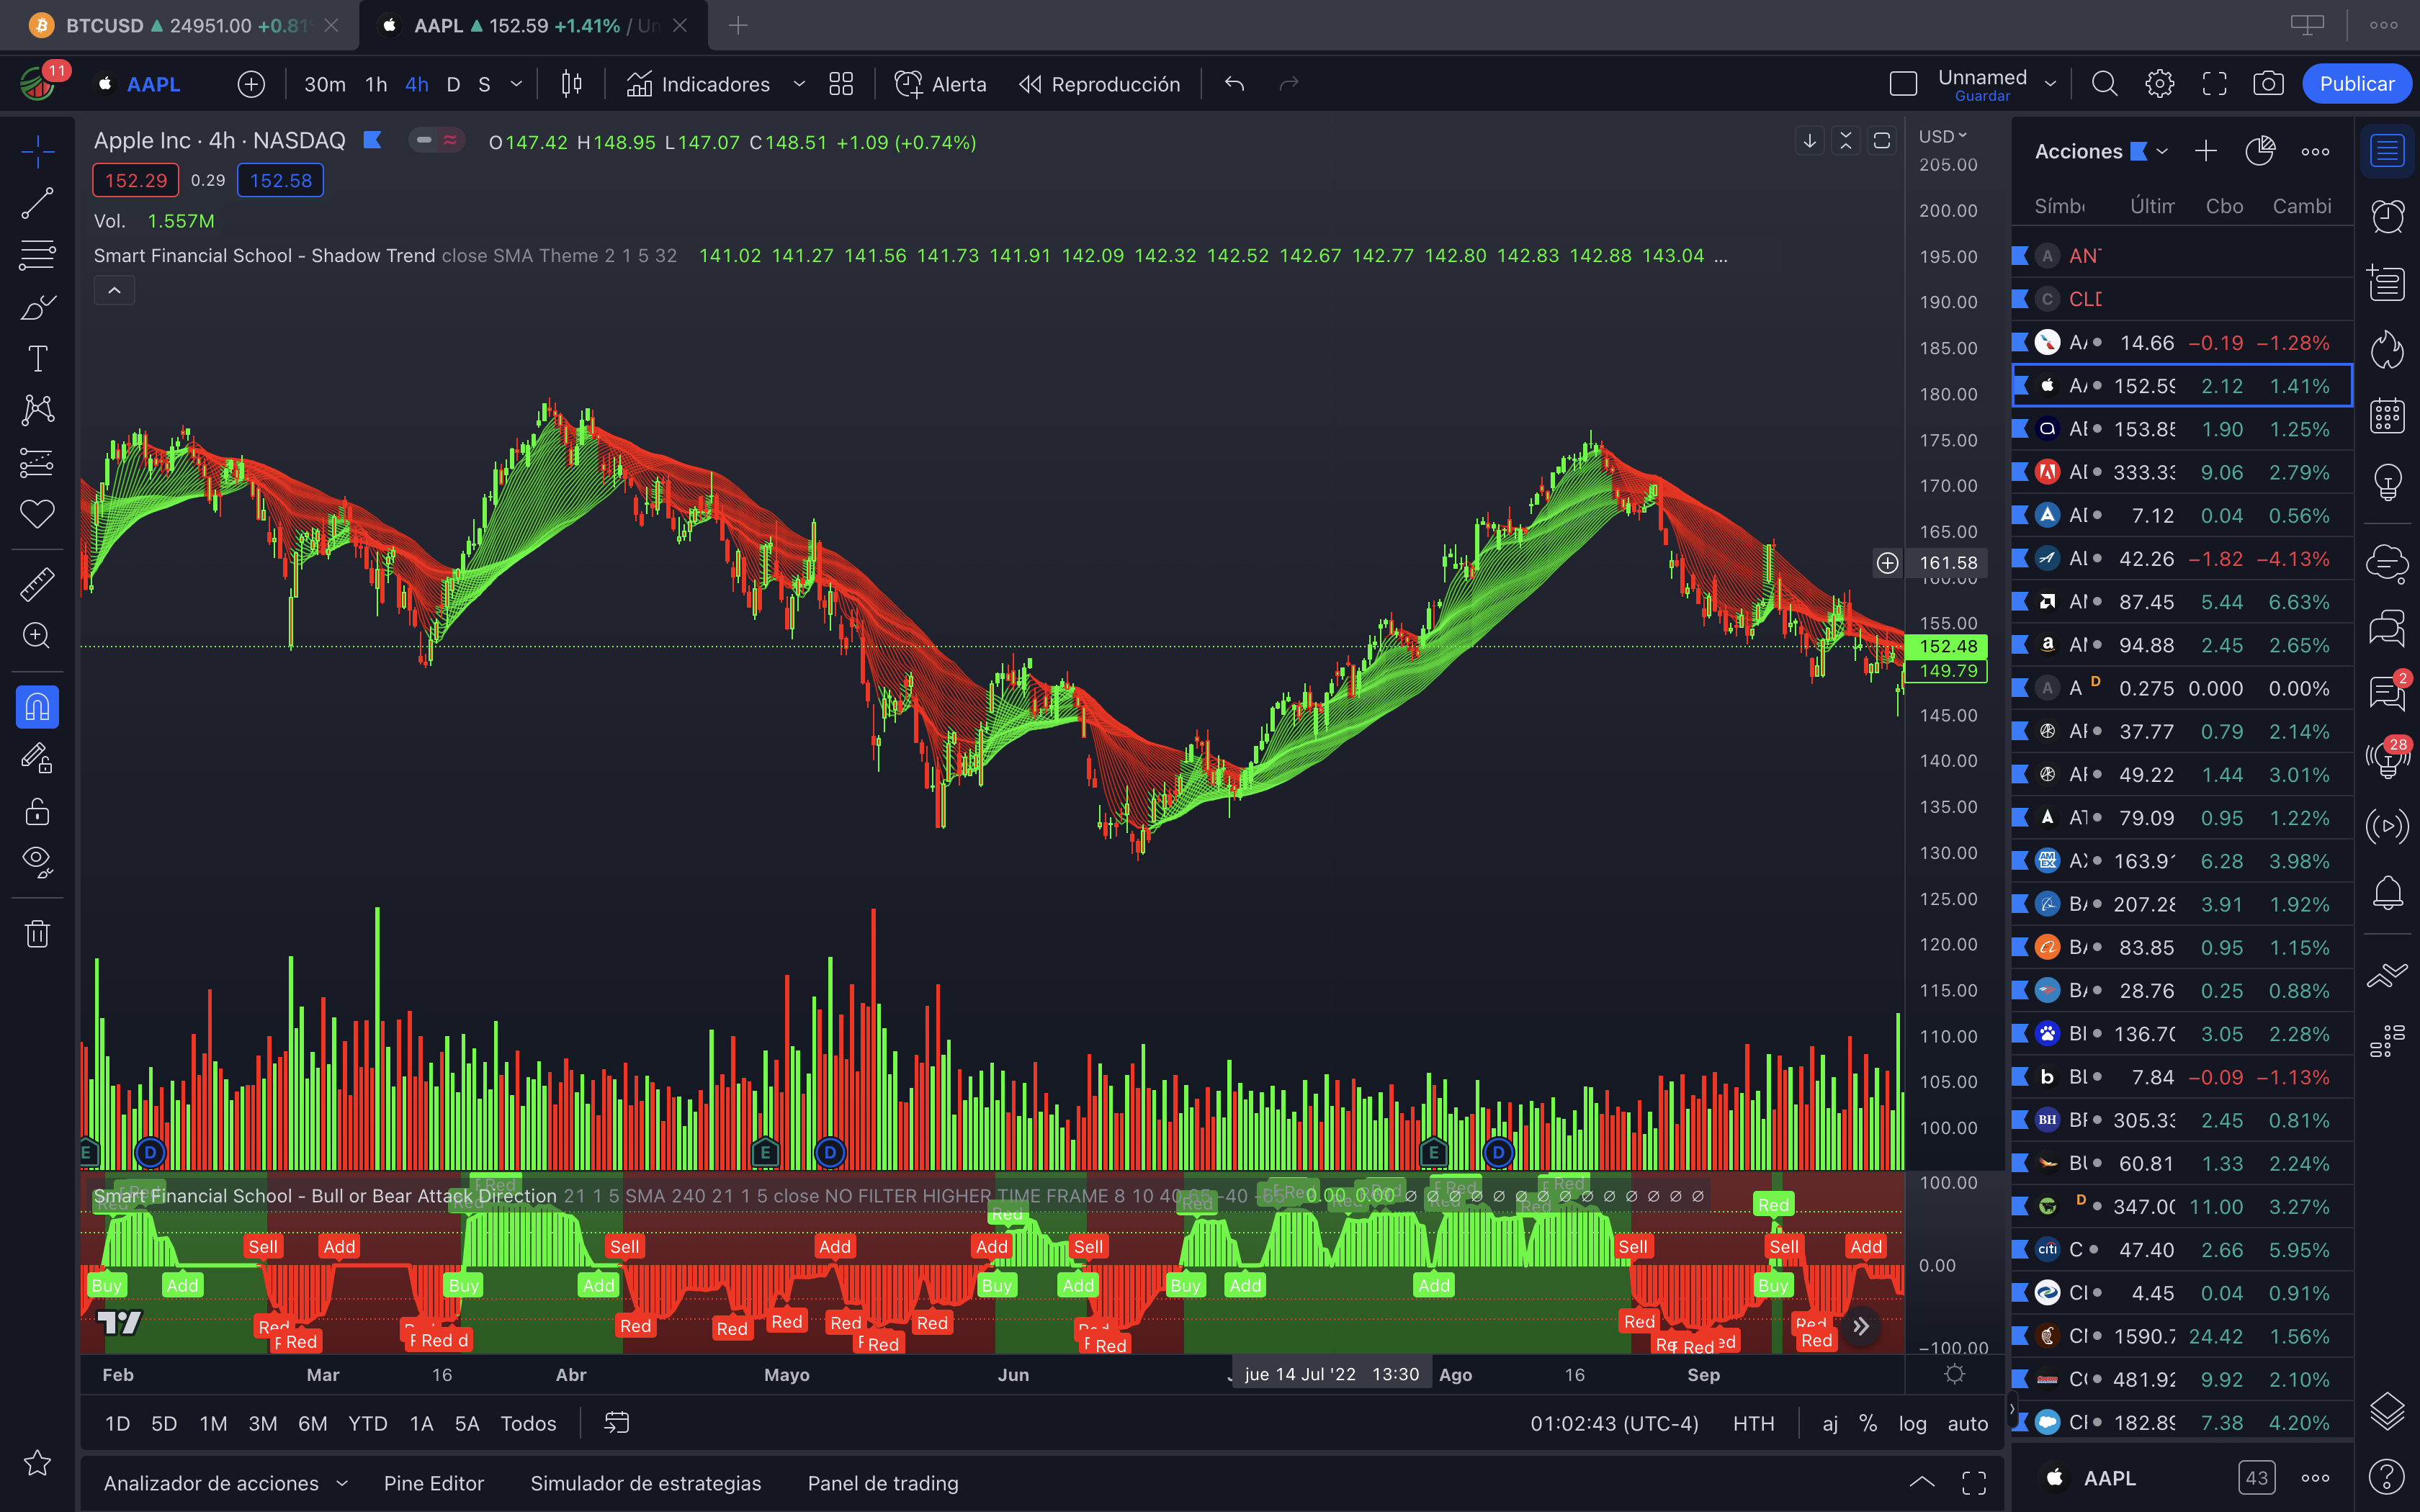 BTCUSD 24951.00 +0.81
AAPL 152.59 +1.41% / Un
11 AAPL 30m 1h 4h D S Indicadores Alerta Reproducción Unnamed Guardar Publicar
Apple Inc · 4h · NASDAQ O147.42 H148.95 L147.07 C148.51 +1.09 (+0.74%)
152.29 0.29 152.58
Vol. 1.557M
Smart Financial School - Shadow Trend close SMA Theme 2 1 5 32 141.02 141.27 141.56 141.73 141.91 142.09 142.32 142.52 142.67 142.77 142.80 142.83 142.88 143.04 ...
USD
205.00
200.00
195.00
190.00
185.00
180.00
175.00
170.00
165.00
161.58
160.00
155.00
152.48
149.79
145.00
140.00
135.00
130.00
125.00
120.00
115.00
110.00
105.00
100.00
E D E D E D
Smart Financial School - Bull or Bear Attack Direction 21 1 5 SMA 240 21 1 5 close NO FILTER HIGHER TIME FRAME 8 10 40 65 -40 -65 0.00 0.00 ∅ ∅ ∅ ∅ ∅ ∅ ∅ ∅ ∅ ∅ ∅ ∅ ∅ ∅
100.00
0.00
−100.00
Red Red Red Red Red Red Red Red Red
Sell Add Sell Add Add Sell Sell Sell Add
Buy Add Buy Add Buy Add Buy Add Add Buy
Red Red Red Red Red Red Red Red Red Red Red Red Red Red
Feb Mar 16 Abr Mayo Jun jue 14 Jul '22 13:30 Ago 16 Sep
1D 5D 1M 3M 6M YTD 1A 5A Todos 01:02:43 (UTC-4) HTH aj % log auto
Analizador de acciones Pine Editor Simulador de estrategias Panel de trading
Acciones
Símb Últim Cbo Cambi
A AN
C CLD
14.66 −0.19 −1.28%
152.59 2.12 1.41%
153.85 1.90 1.25%
333.33 9.06 2.79%
7.12 0.04 0.56%
42.26 −1.82 −4.13%
87.45 5.44 6.63%
94.88 2.45 2.65%
A A D 0.275 0.000 0.00%
37.77 0.79 2.14%
49.22 1.44 3.01%
79.09 0.95 1.22%
163.91 6.28 3.98%
207.28 3.91 1.92%
83.85 0.95 1.15%
28.76 0.25 0.88%
136.70 3.05 2.28%
b BL 7.84 −0.09 −1.13%
BH 305.33 2.45 0.81%
60.81 1.33 2.24%
D 347.00 11.00 3.27%
citi C 47.40 2.66 5.95%
4.45 0.04 0.91%
1590.7 24.42 1.56%
481.92 9.92 2.10%
182.89 7.38 4.20%
AAPL 43
2
28